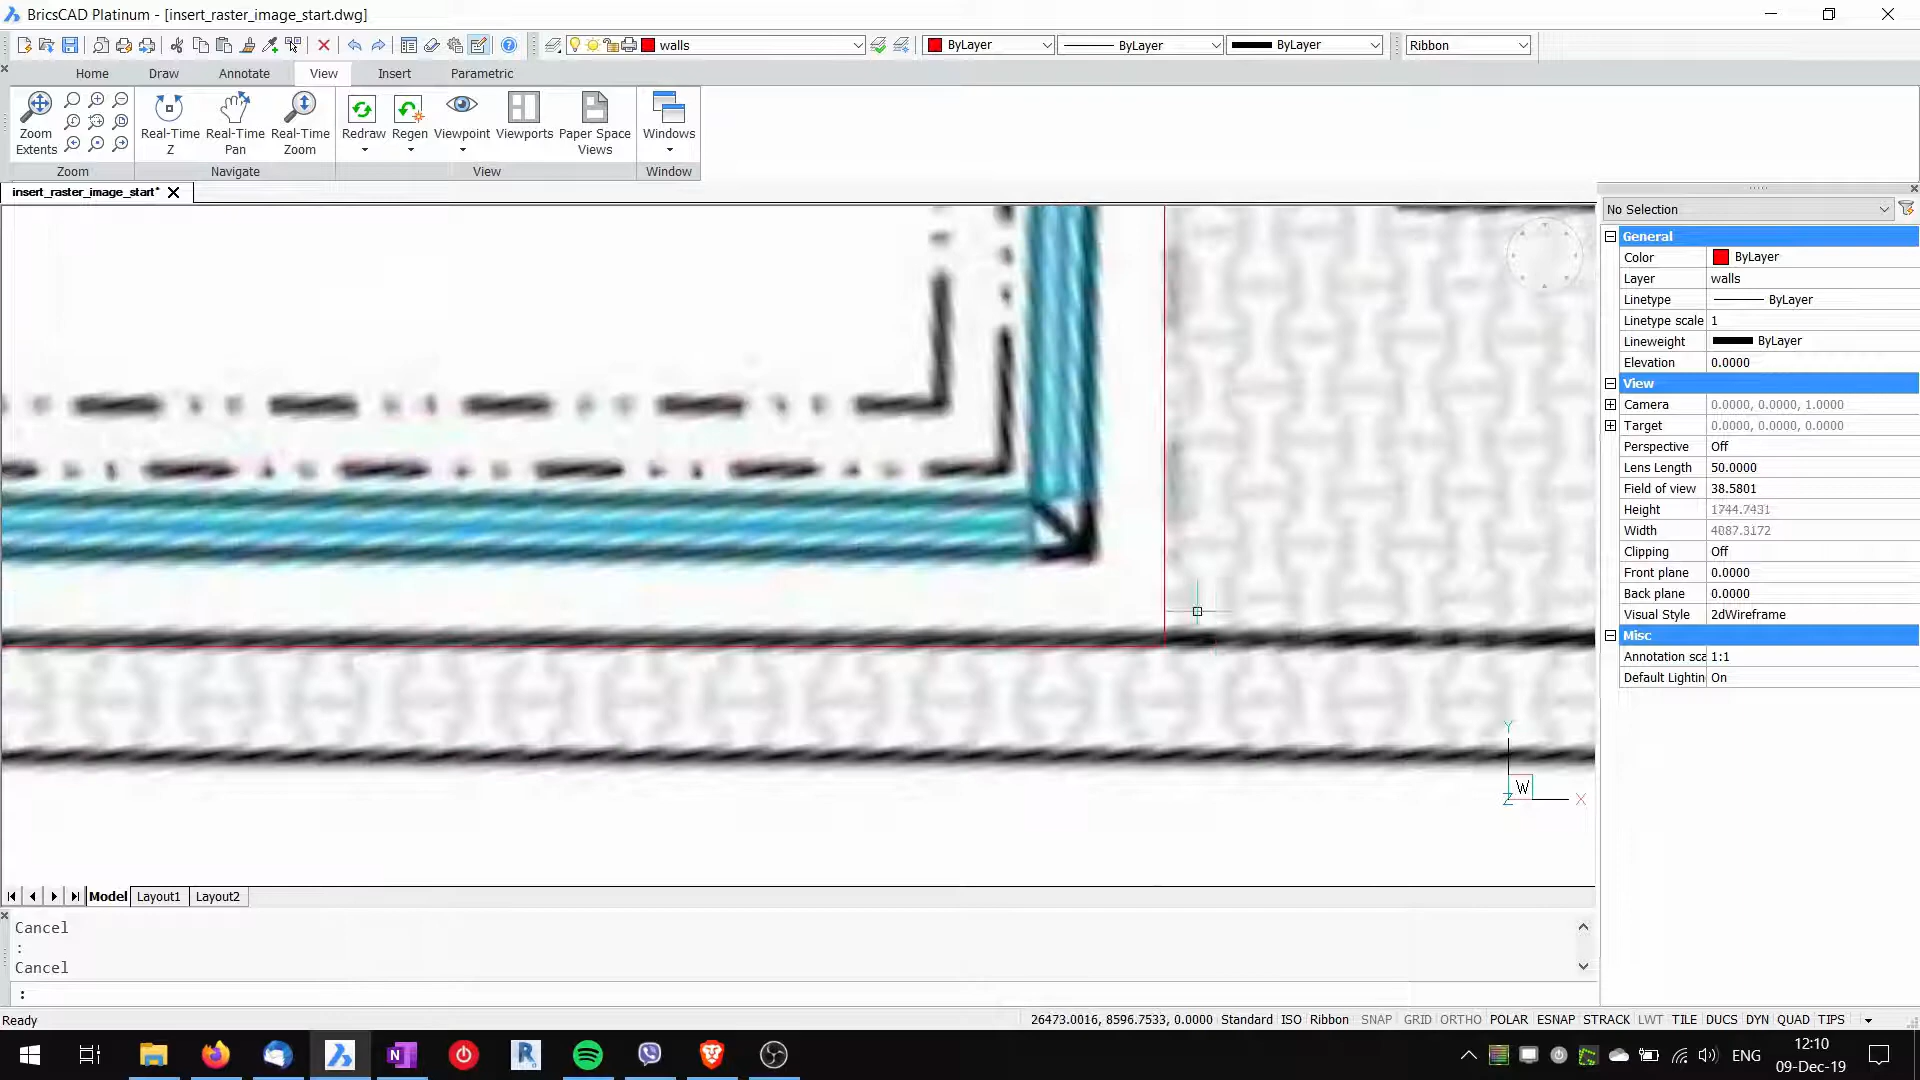 BricsCAD Platinum - [insert_raster_image_start.dwg]
walls
ByLayer
ByLayer
ByLayer
Ribbon
Home
Draw
Annotate
View
Insert
Parametric
Zoom
Extents
Real-Time
Z
Real-Time
Pan
Real-Time
Zoom
Redraw
Regen
Viewpoint
Viewports
Paper Space
Views
Windows
Zoom
Navigate
View
Window
insert_raster_image_start*
No Selection
General
Color ByLayer
Layer walls
Linetype ByLayer
Linetype scale 1
Lineweight ByLayer
Elevation 0.0000
View
Camera 0.0000, 0.0000, 1.0000
Target 0.0000, 0.0000, 0.0000
Perspective Off
Lens Length 50.0000
Field of view 38.5801
Height 1744.7431
Width 4087.3172
Clipping Off
Front plane 0.0000
Back plane 0.0000
Visual Style 2dWireframe
Misc
Annotation sca 1:1
Default Lightin On
Y
W
Z
X
Model
Layout1
Layout2
Cancel
:
Cancel
:
Ready
26473.0016, 8596.7533, 0.0000 Standard ISO Ribbon SNAP GRID ORTHO POLAR ESNAP STRACK LWT TILE DUCS DYN QUAD TIPS
ENG
12:10
09-Dec-19